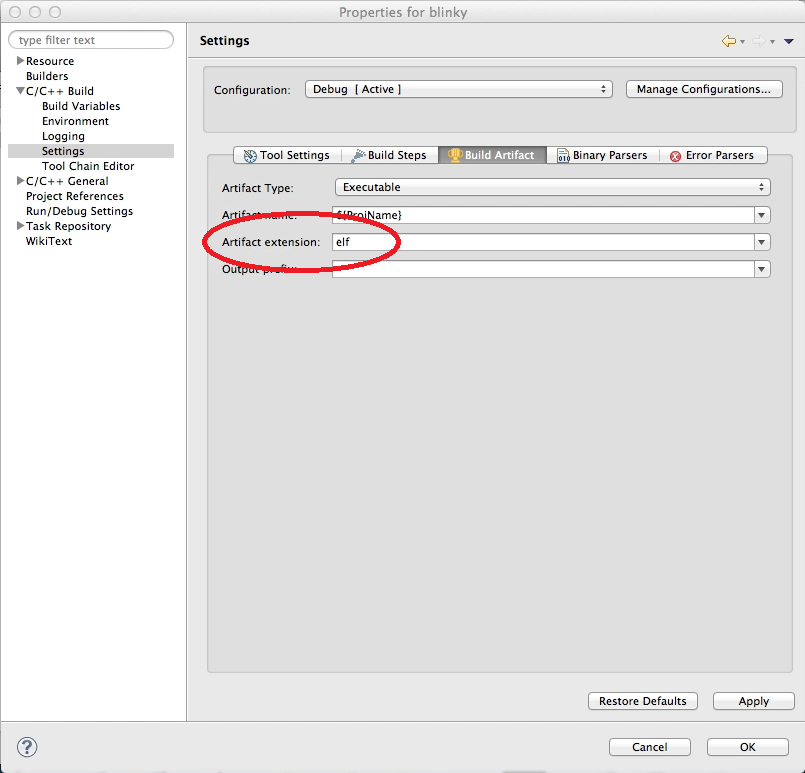 Properties for blinky
type filter text
Settings
Resource
Builders
C/C++ Build
Build Variables
Environment
Logging
Settings
Tool Chain Editor
C/C++ General
Project References
Run/Debug Settings
Task Repository
WikiText
Configuration: Debug [ Active ] Manage Configurations...
Tool Settings Build Steps Build Artifact Binary Parsers Error Parsers
Artifact Type: Executable
Artifact name: ${ProjName}
Artifact extension: elf
Output prefix:
Restore Defaults Apply
? Cancel OK